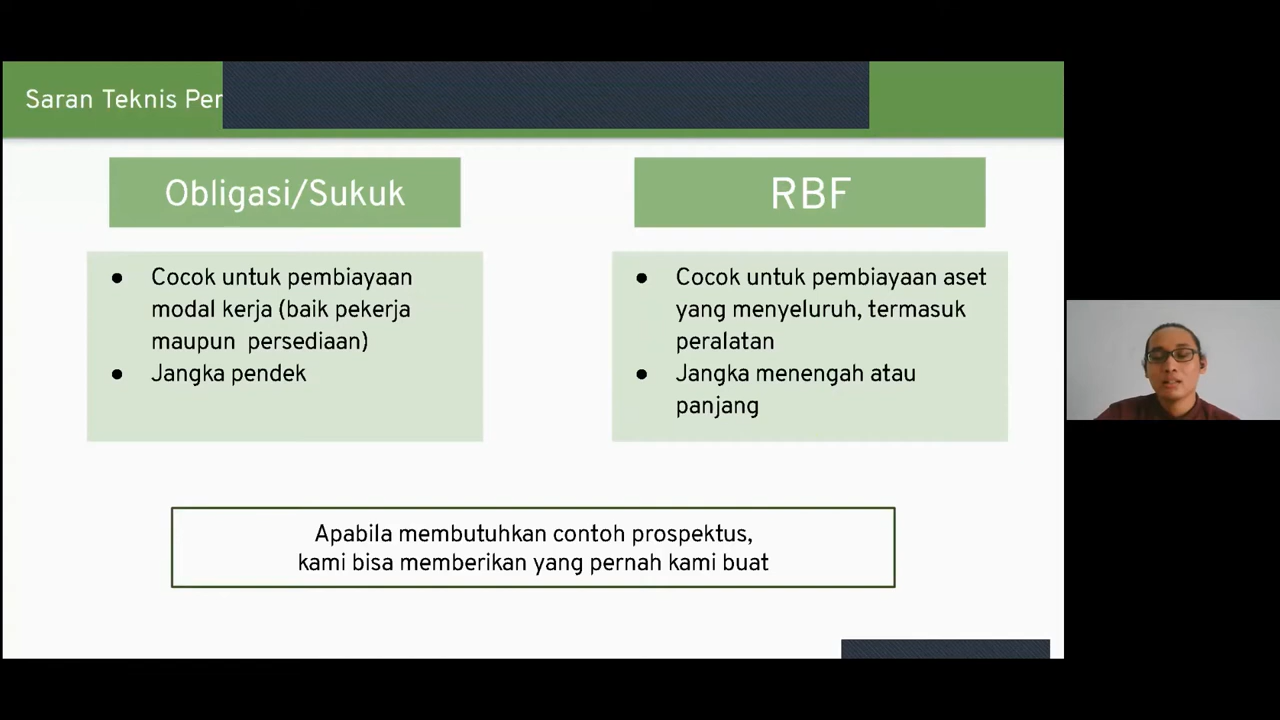 Saran Teknis Per
Obligasi/Sukuk
● Cocok untuk pembiayaan
modal kerja (baik pekerja
maupun persediaan)
● Jangka pendek
RBF
● Cocok untuk pembiayaan aset
yang menyeluruh, termasuk
peralatan
● Jangka menengah atau
panjang
Apabila membutuhkan contoh prospektus,
kami bisa memberikan yang pernah kami buat